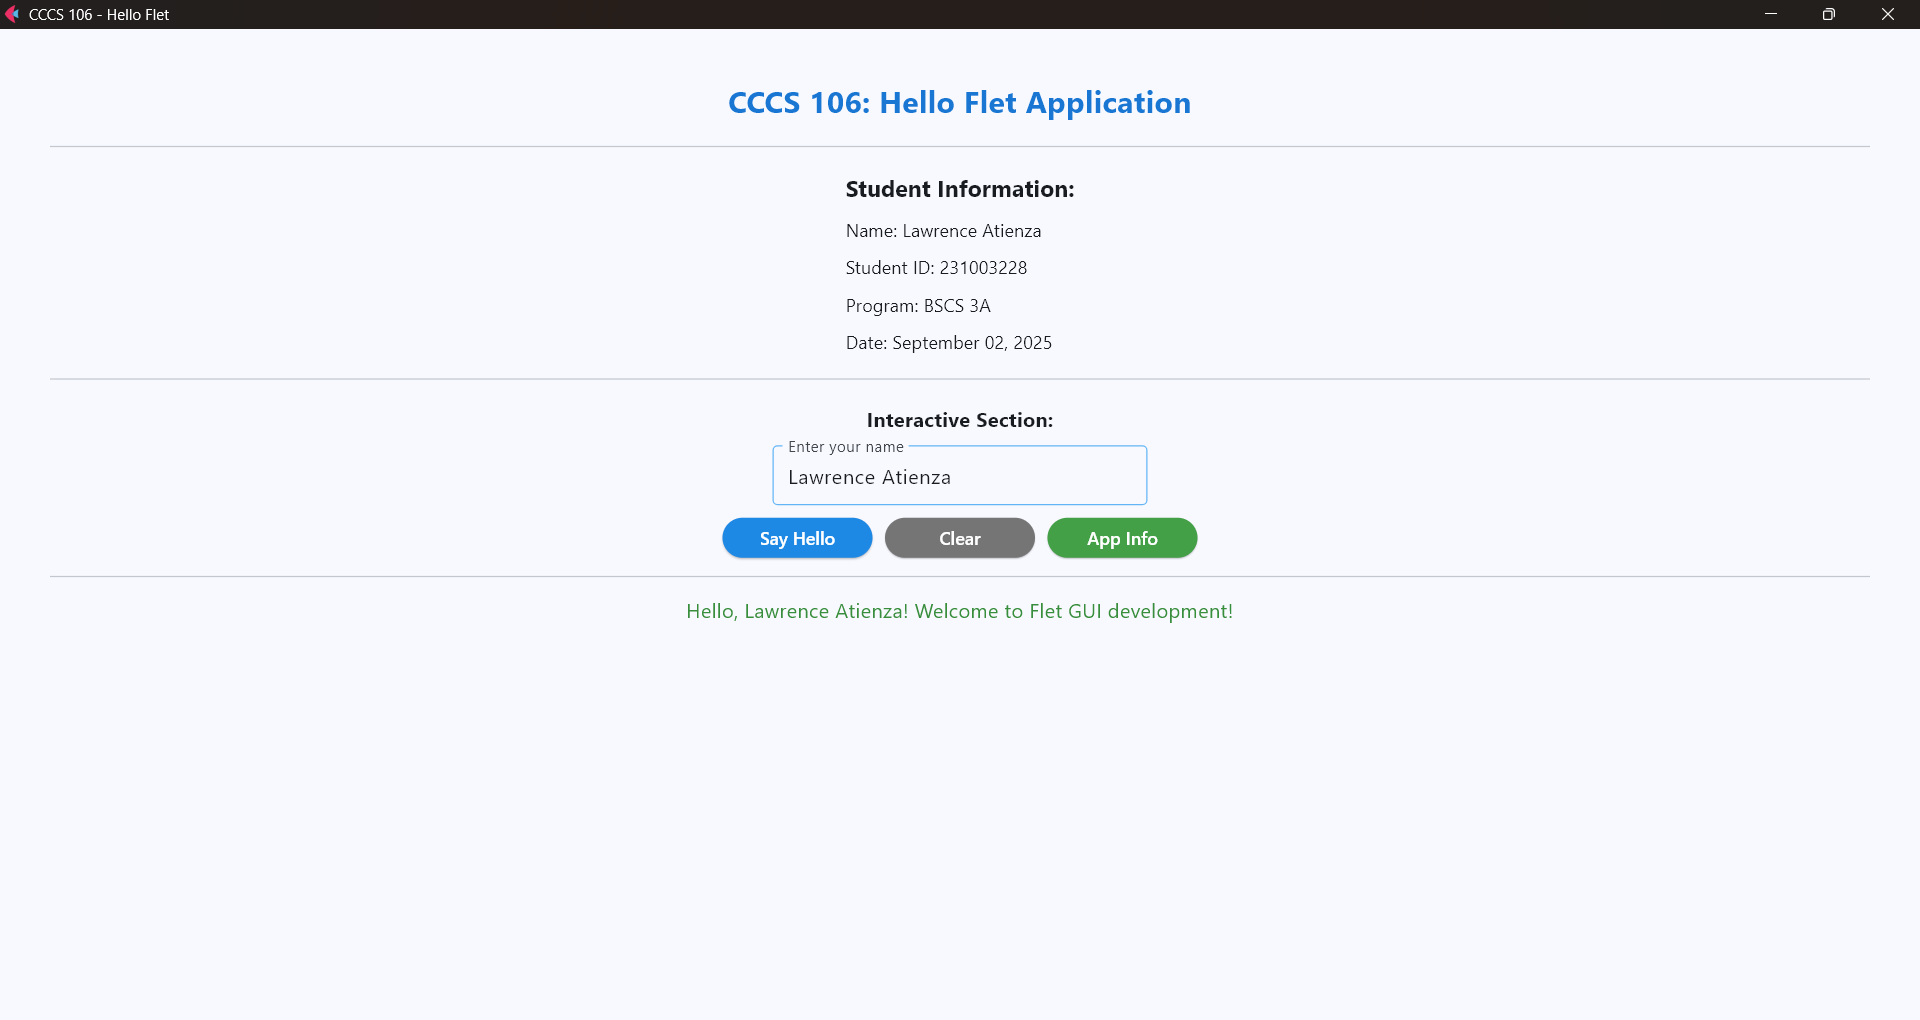 CCCS 106 - Hello Flet
CCCS 106: Hello Flet Application
Student Information:
Name: Lawrence Atienza
Student ID: 231003228
Program: BSCS 3A
Date: September 02, 2025
Interactive Section:
Enter your name
Lawrence Atienza
Say Hello
Clear
App Info
Hello, Lawrence Atienza! Welcome to Flet GUI development!